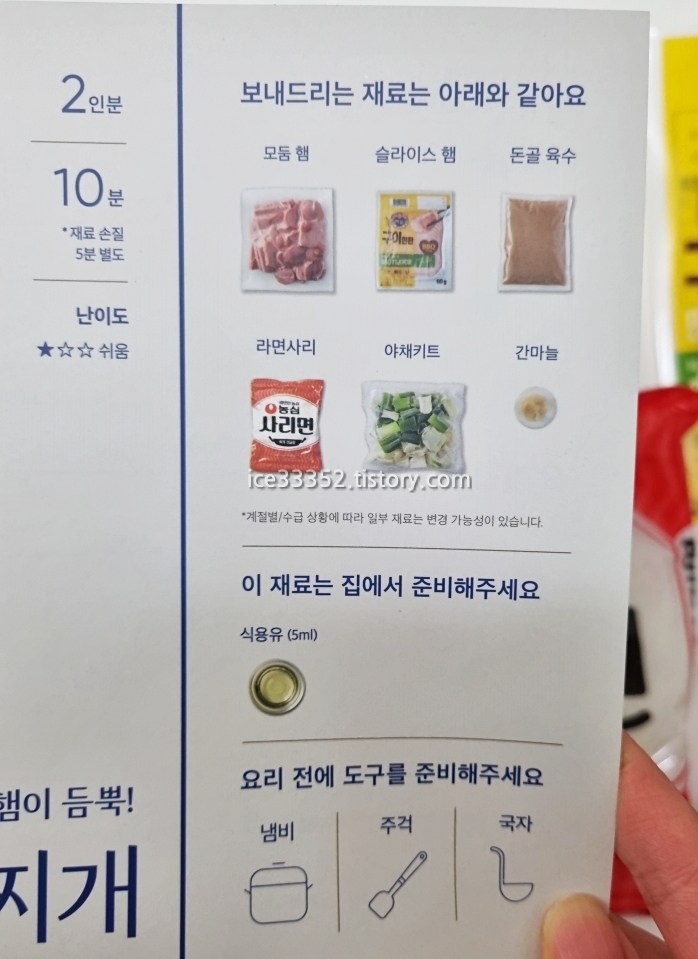 2인분
10분
*재료 손질
5분 별도
난이도
★☆☆ 쉬움
햄이 듬뿍!
찌개
보내드리는 재료는 아래와 같아요
모둠 햄
슬라이스 햄
돈골 육수
라면사리
야채키트
간마늘
농심
사리면
ice33352.tistory.com
*계절별/수급 상황에 따라 일부 재료는 변경 가능성이 있습니다.
이 재료는 집에서 준비해주세요
식용유 (5ml)
요리 전에 도구를 준비해주세요
냄비
주걱
국자